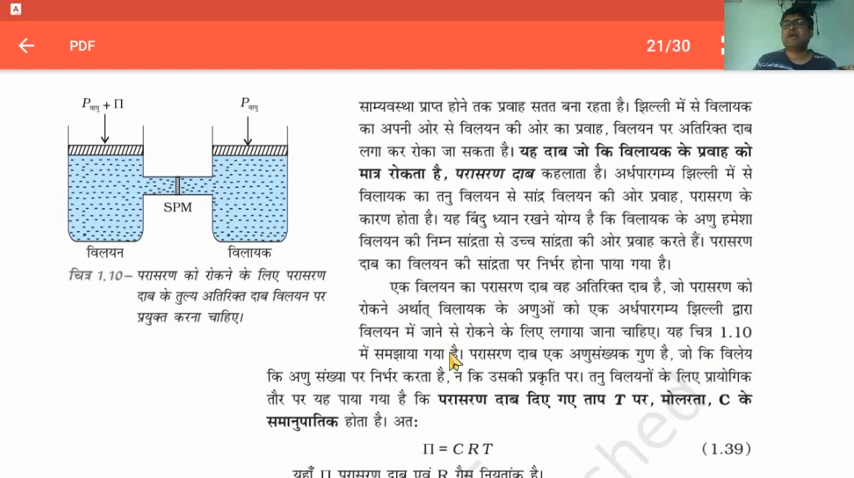 A
PDF
21/30
P वायु + Π
P वायु
SPM
विलयन
विलायक
चित्र 1.10– परासरण को रोकने के लिए परासरण
दाब के तुल्य अतिरिक्त दाब विलयन पर
प्रयुक्त करना चाहिए।
साम्यवस्था प्राप्त होने तक प्रवाह सतत बना रहता है। झिल्ली में से विलायक
का अपनी ओर से विलयन की ओर का प्रवाह, विलयन पर अतिरिक्त दाब
लगा कर रोका जा सकता है। यह दाब जो कि विलायक के प्रवाह को
मात्र रोकता है, परासरण दाब कहलाता है। अर्धपारगम्य झिल्ली में से
विलायक का तनु विलयन से सांद्र विलयन की ओर प्रवाह, परासरण के
कारण होता है। यह बिंदु ध्यान रखने योग्य है कि विलायक के अणु हमेशा
विलयन की निम्न सांद्रता से उच्च सांद्रता की ओर प्रवाह करते हैं। परासरण
दाब का विलयन की सांद्रता पर निर्भर होना पाया गया है।
एक विलयन का परासरण दाब वह अतिरिक्त दाब है, जो परासरण को
रोकने अर्थात् विलायक के अणुओं को एक अर्धपारगम्य झिल्ली द्वारा
विलयन में जाने से रोकने के लिए लगाया जाना चाहिए। यह चित्र 1.10
में समझाया गया है। परासरण दाब एक अणुसंख्यक गुण है, जो कि विलेय
कि अणु संख्या पर निर्भर करता है, न कि उसकी प्रकृति पर। तनु विलयनों के लिए प्रायोगिक
तौर पर यह पाया गया है कि परासरण दाब दिए गए ताप T पर, मोलरता, C के
समानुपातिक होता है। अत:
Π = C R T (1.39)
यहाँ Π परासरण दाब एवं R गैस नियतांक है।